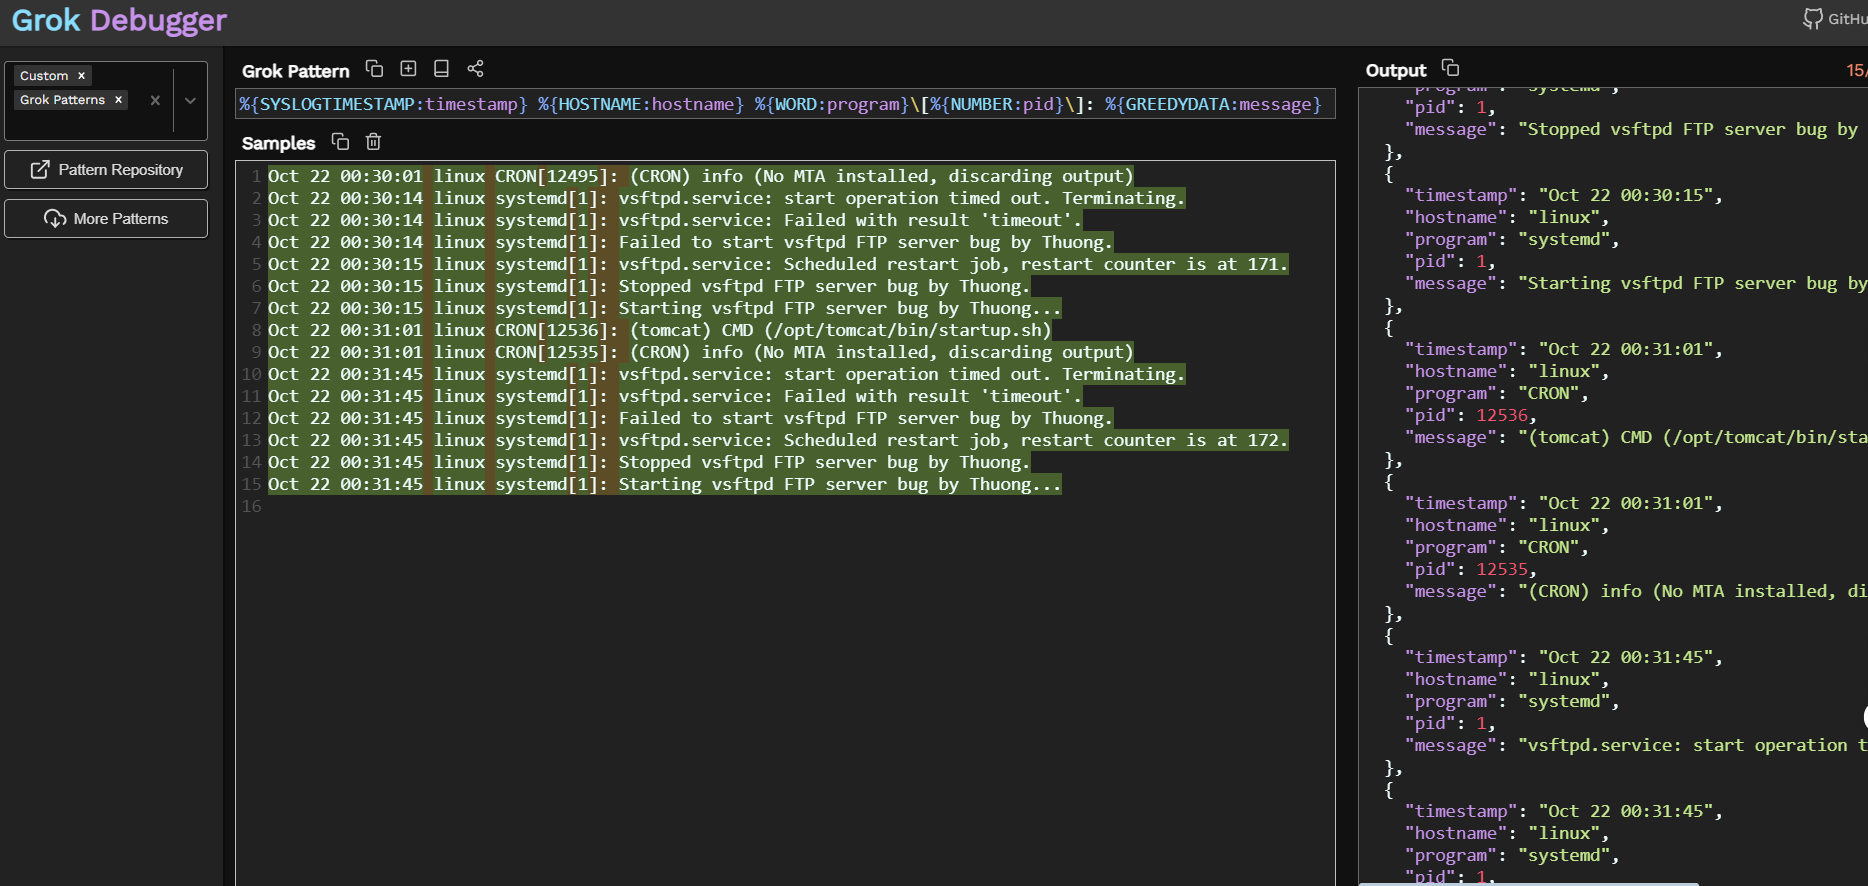 Grok Debugger
GitHu
Custom ×
Grok Patterns ×
Pattern Repository
More Patterns
Grok Pattern
%{SYSLOGTIMESTAMP:timestamp} %{HOSTNAME:hostname} %{WORD:program}\[%{NUMBER:pid}\]: %{GREEDYDATA:message}
Samples
1 Oct 22 00:30:01 linux CRON[12495]: (CRON) info (No MTA installed, discarding output)
2 Oct 22 00:30:14 linux systemd[1]: vsftpd.service: start operation timed out. Terminating.
3 Oct 22 00:30:14 linux systemd[1]: vsftpd.service: Failed with result 'timeout'.
4 Oct 22 00:30:14 linux systemd[1]: Failed to start vsftpd FTP server bug by Thuong.
5 Oct 22 00:30:15 linux systemd[1]: vsftpd.service: Scheduled restart job, restart counter is at 171.
6 Oct 22 00:30:15 linux systemd[1]: Stopped vsftpd FTP server bug by Thuong.
7 Oct 22 00:30:15 linux systemd[1]: Starting vsftpd FTP server bug by Thuong...
8 Oct 22 00:31:01 linux CRON[12536]: (tomcat) CMD (/opt/tomcat/bin/startup.sh)
9 Oct 22 00:31:01 linux CRON[12535]: (CRON) info (No MTA installed, discarding output)
10 Oct 22 00:31:45 linux systemd[1]: vsftpd.service: start operation timed out. Terminating.
11 Oct 22 00:31:45 linux systemd[1]: vsftpd.service: Failed with result 'timeout'.
12 Oct 22 00:31:45 linux systemd[1]: Failed to start vsftpd FTP server bug by Thuong.
13 Oct 22 00:31:45 linux systemd[1]: vsftpd.service: Scheduled restart job, restart counter is at 172.
14 Oct 22 00:31:45 linux systemd[1]: Stopped vsftpd FTP server bug by Thuong.
15 Oct 22 00:31:45 linux systemd[1]: Starting vsftpd FTP server bug by Thuong...
16
Output
15/
"program": "systemd",
"pid": 1,
"message": "Stopped vsftpd FTP server bug by
},
{
"timestamp": "Oct 22 00:30:15",
"hostname": "linux",
"program": "systemd",
"pid": 1,
"message": "Starting vsftpd FTP server bug by
},
{
"timestamp": "Oct 22 00:31:01",
"hostname": "linux",
"program": "CRON",
"pid": 12536,
"message": "(tomcat) CMD (/opt/tomcat/bin/sta
},
{
"timestamp": "Oct 22 00:31:01",
"hostname": "linux",
"program": "CRON",
"pid": 12535,
"message": "(CRON) info (No MTA installed, di
},
{
"timestamp": "Oct 22 00:31:45",
"hostname": "linux",
"program": "systemd",
"pid": 1,
"message": "vsftpd.service: start operation t
},
{
"timestamp": "Oct 22 00:31:45",
"hostname": "linux",
"program": "systemd",
"pid": 1,